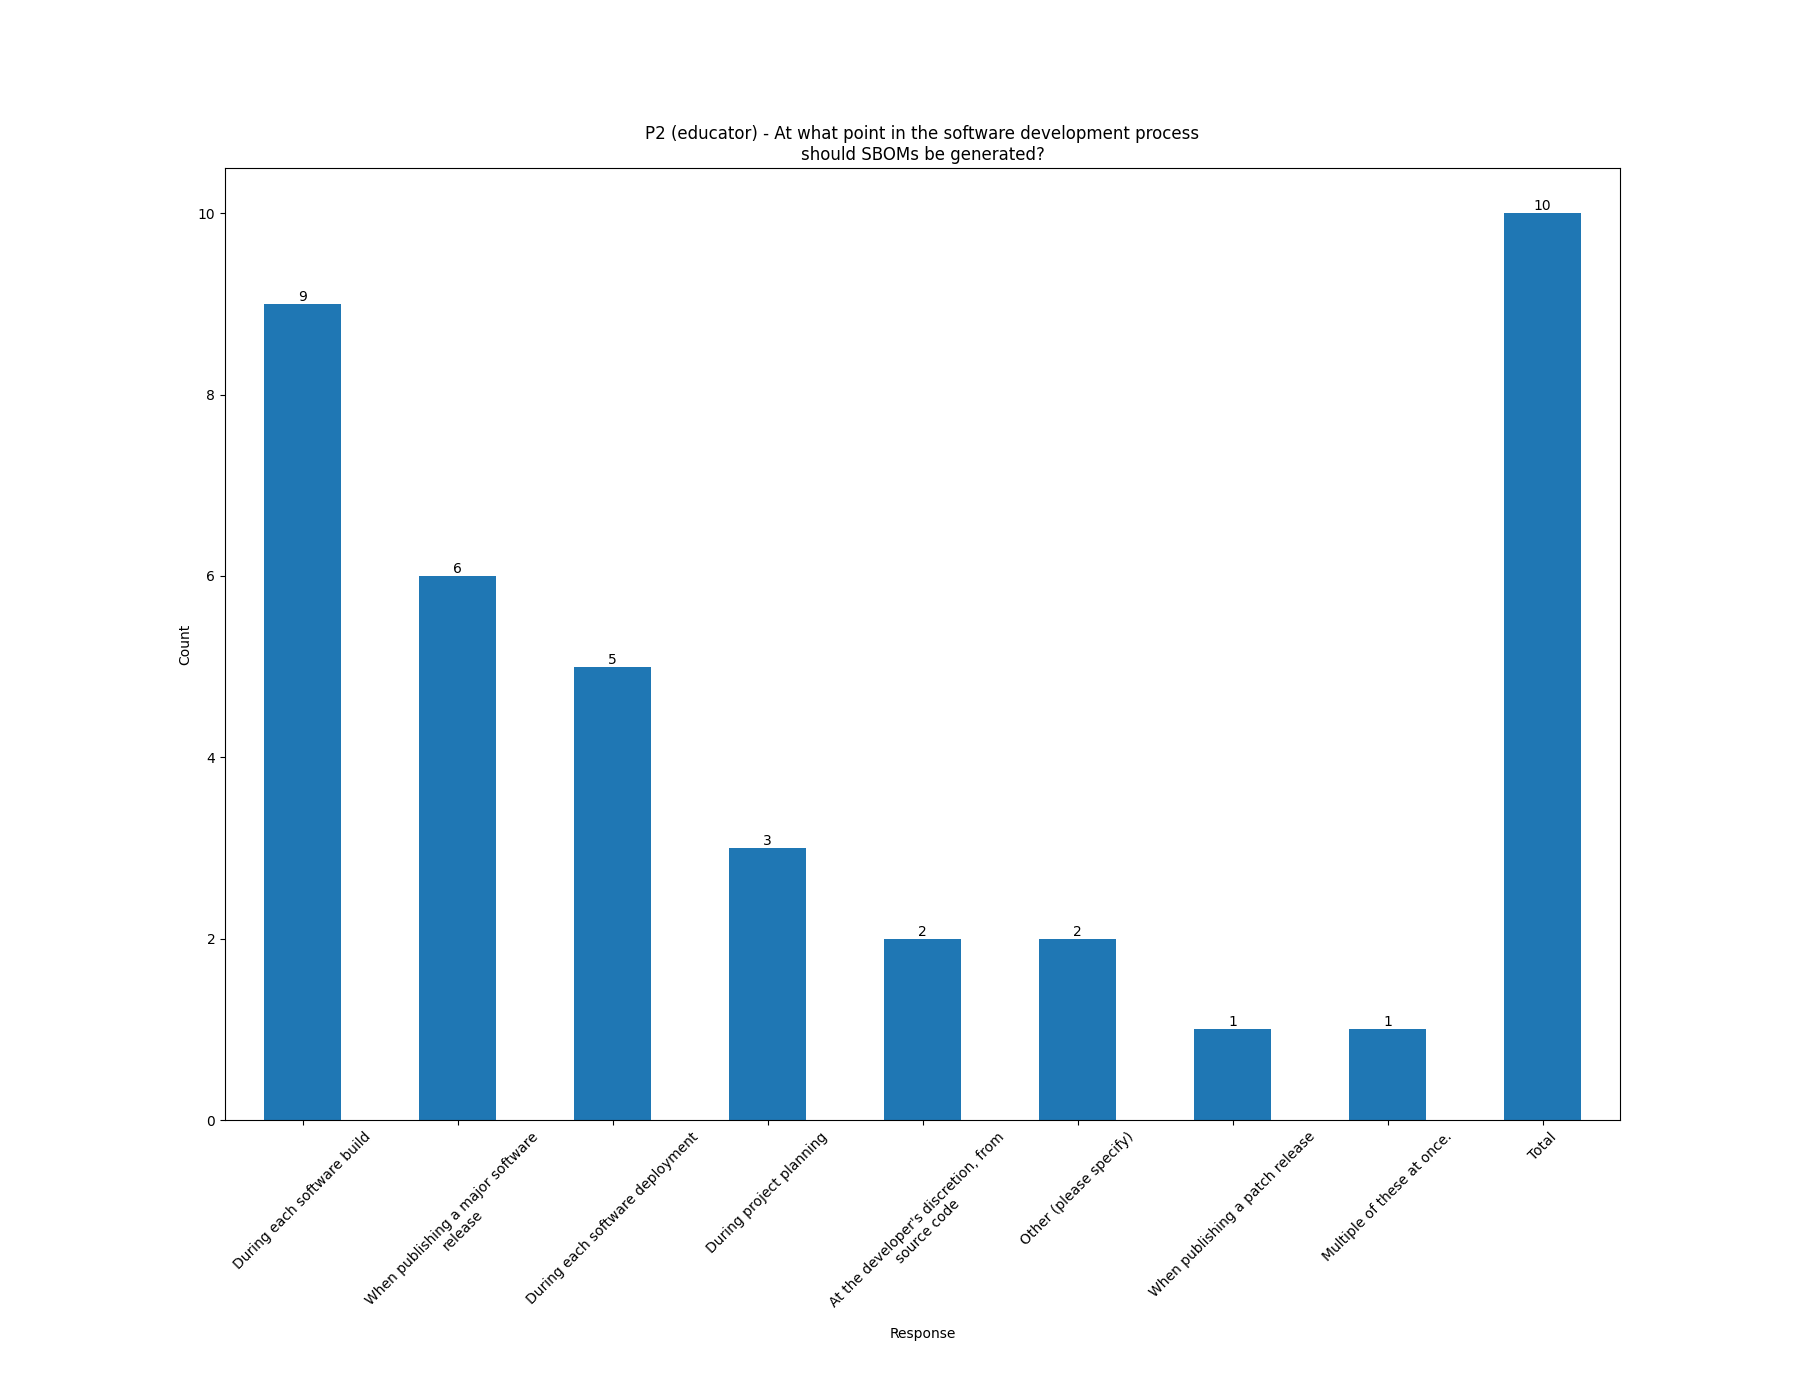 P2 (educator) - At what point in the software development process
should SBOMs be generated?
Count
10
8
6
4
2
0
9
6
5
3
2
2
1
1
10
During each software build
When publishing a major software
release
During each software deployment
During project planning
At the developer's discretion, from
source code
Other (please specify)
When publishing a patch release
Multiple of these at once.
Total
Response